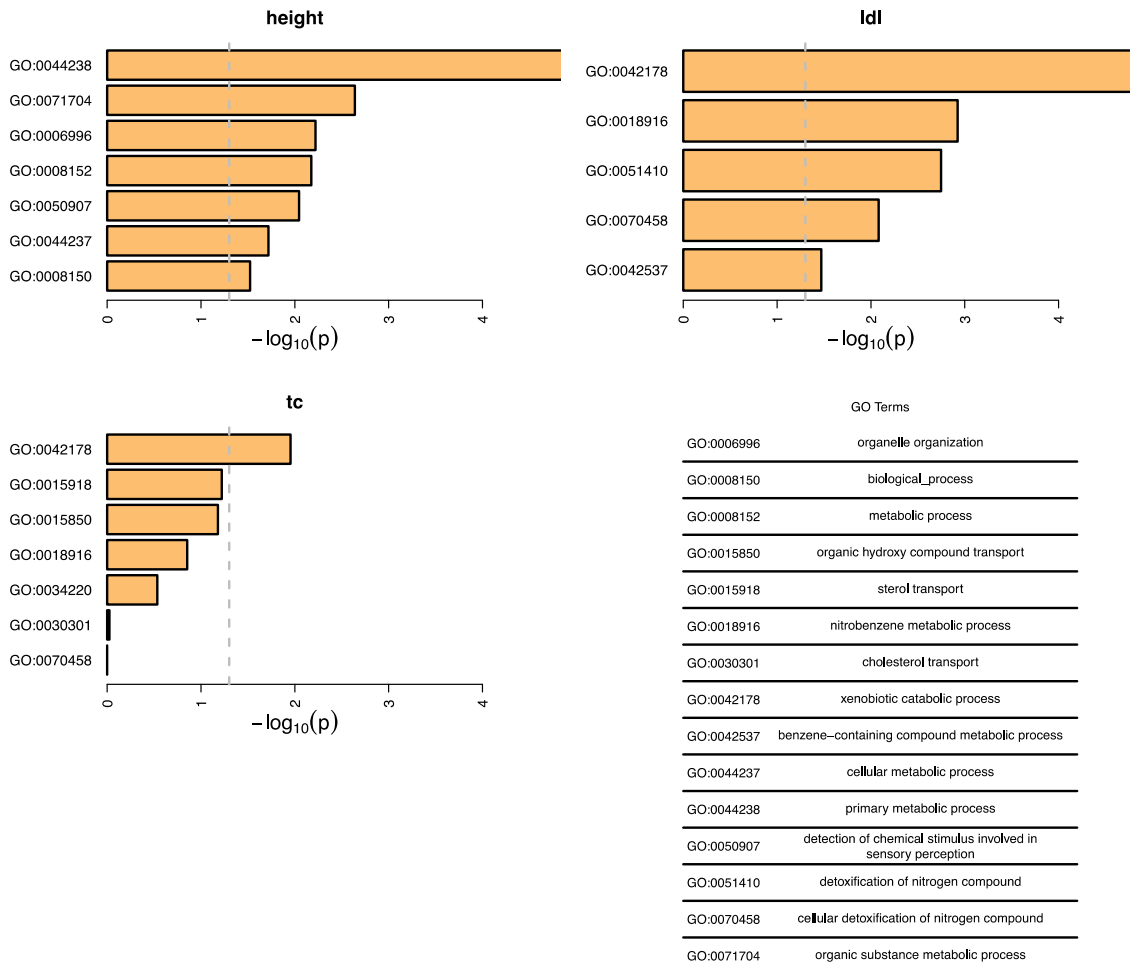 height
GO:0044238
GO:0071704
GO:0006996
GO:0008152
GO:0050907
GO:0044237
GO:0008150
0 1 2 3 4
−log10(p)
ldl
GO:0042178
GO:0018916
GO:0051410
GO:0070458
GO:0042537
0 1 2 3 4
−log10(p)
tc
GO:0042178
GO:0015918
GO:0015850
GO:0018916
GO:0034220
GO:0030301
GO:0070458
0 1 2 3 4
−log10(p)
GO Terms
GO:0006996 organelle organization
GO:0008150 biological_process
GO:0008152 metabolic process
GO:0015850 organic hydroxy compound transport
GO:0015918 sterol transport
GO:0018916 nitrobenzene metabolic process
GO:0030301 cholesterol transport
GO:0042178 xenobiotic catabolic process
GO:0042537 benzene−containing compound metabolic process
GO:0044237 cellular metabolic process
GO:0044238 primary metabolic process
GO:0050907 detection of chemical stimulus involved in
sensory perception
GO:0051410 detoxification of nitrogen compound
GO:0070458 cellular detoxification of nitrogen compound
GO:0071704 organic substance metabolic process